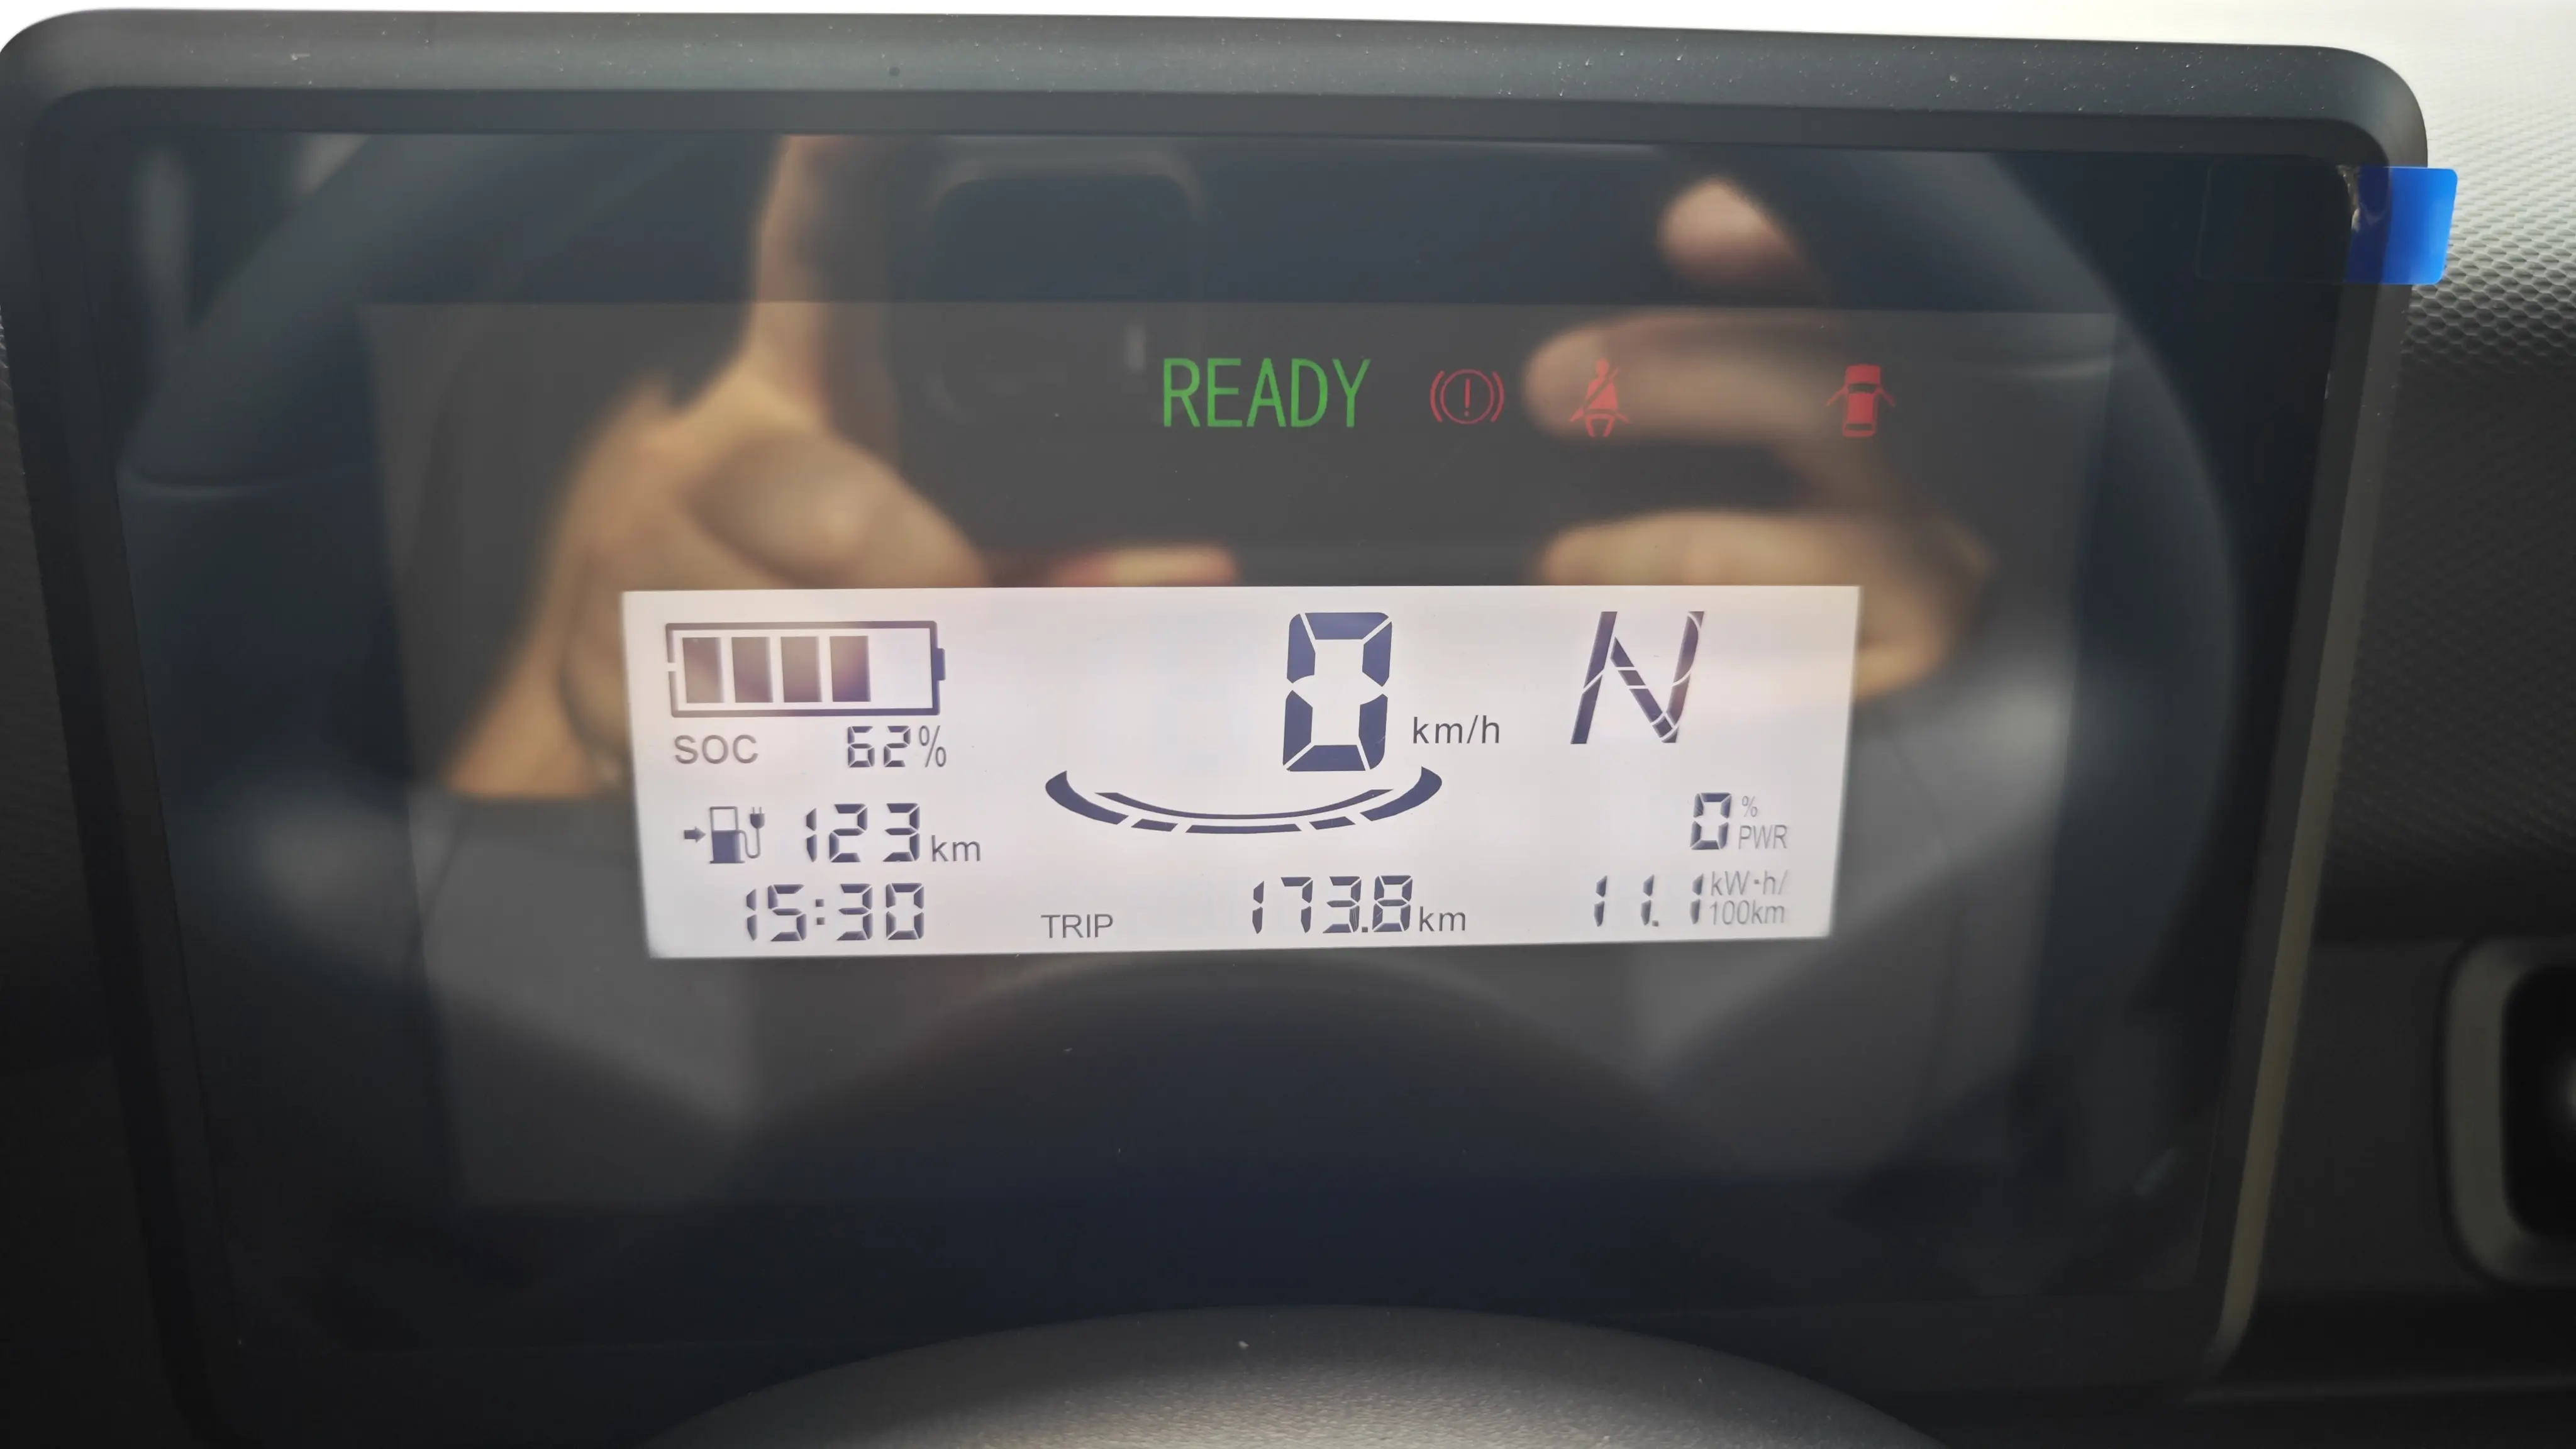 READY
0 km/h N
SOC 62%
123 km
0 % PWR
15:30 TRIP 173.8 km 11.1 kW·h/100km